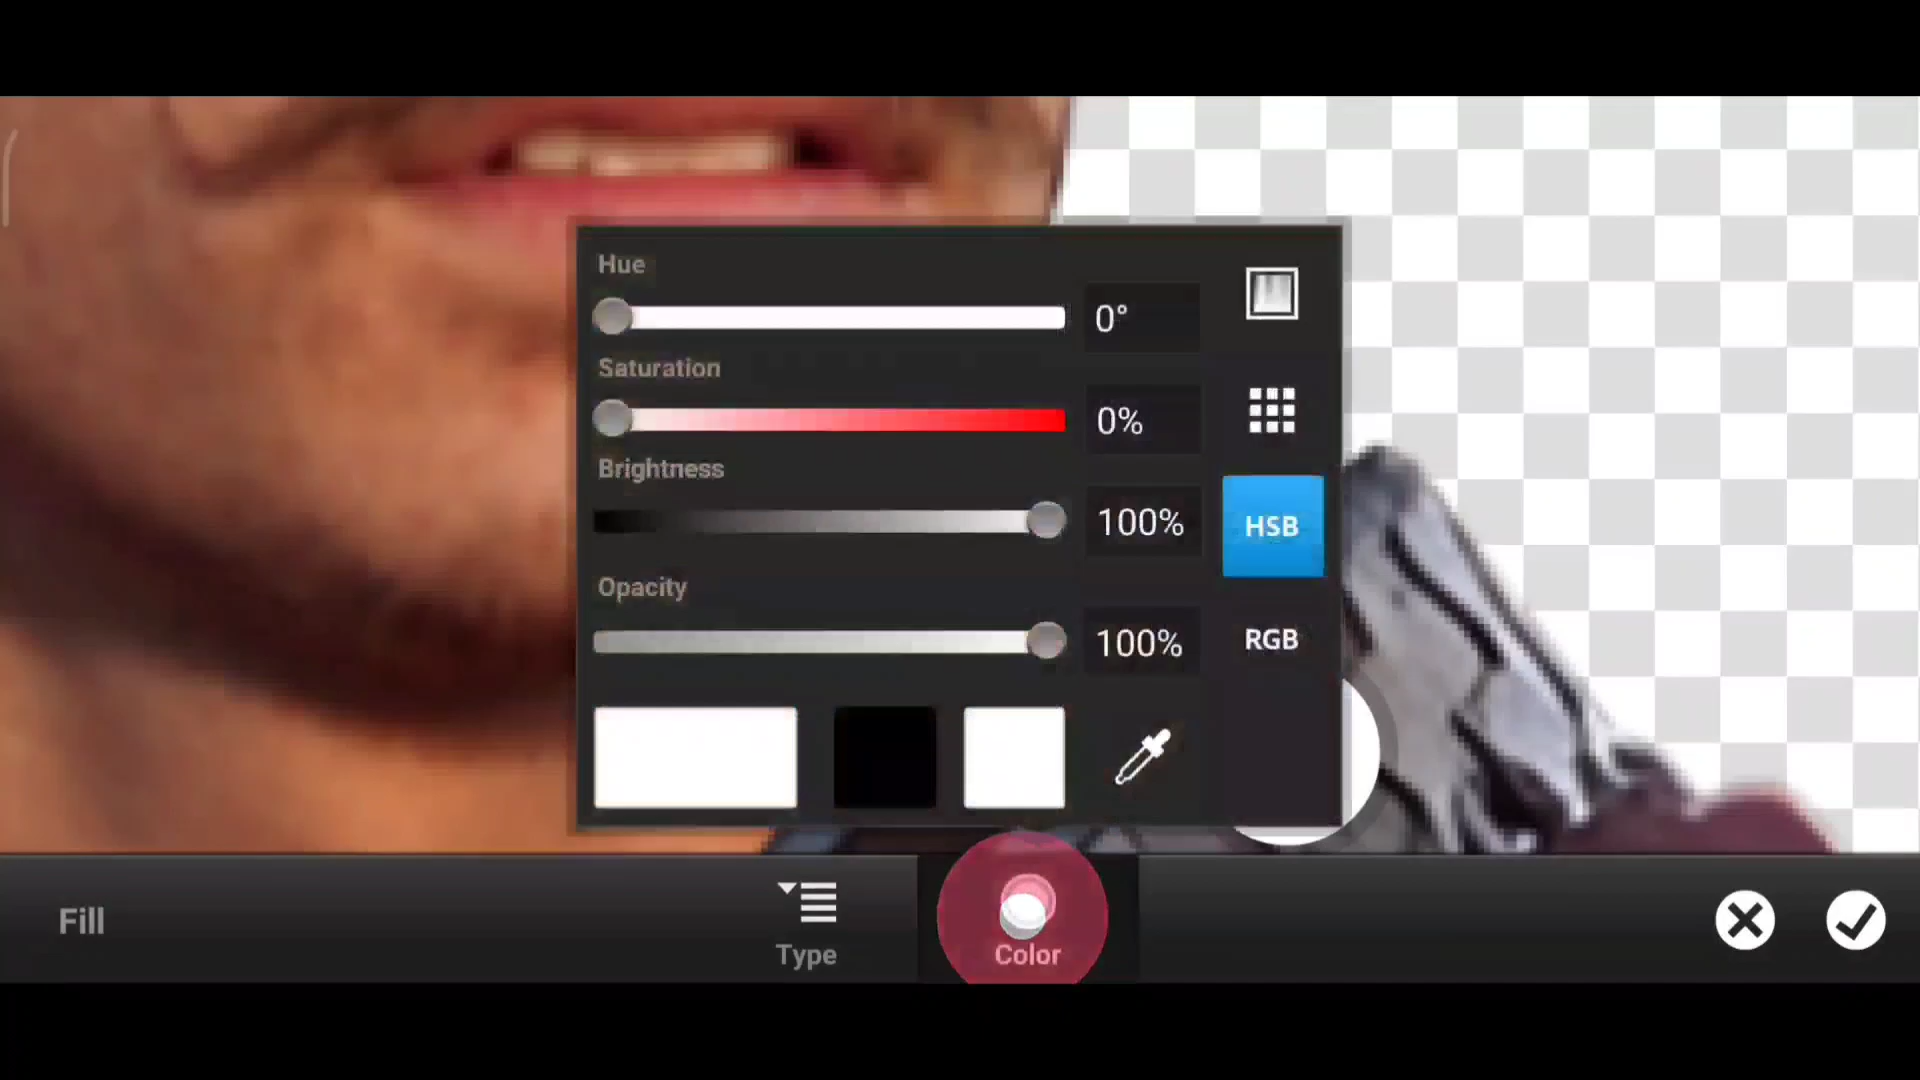 Hue
0°
Saturation
0%
Brightness
100%
HSB
Opacity
100%
RGB
Fill
Type
Color